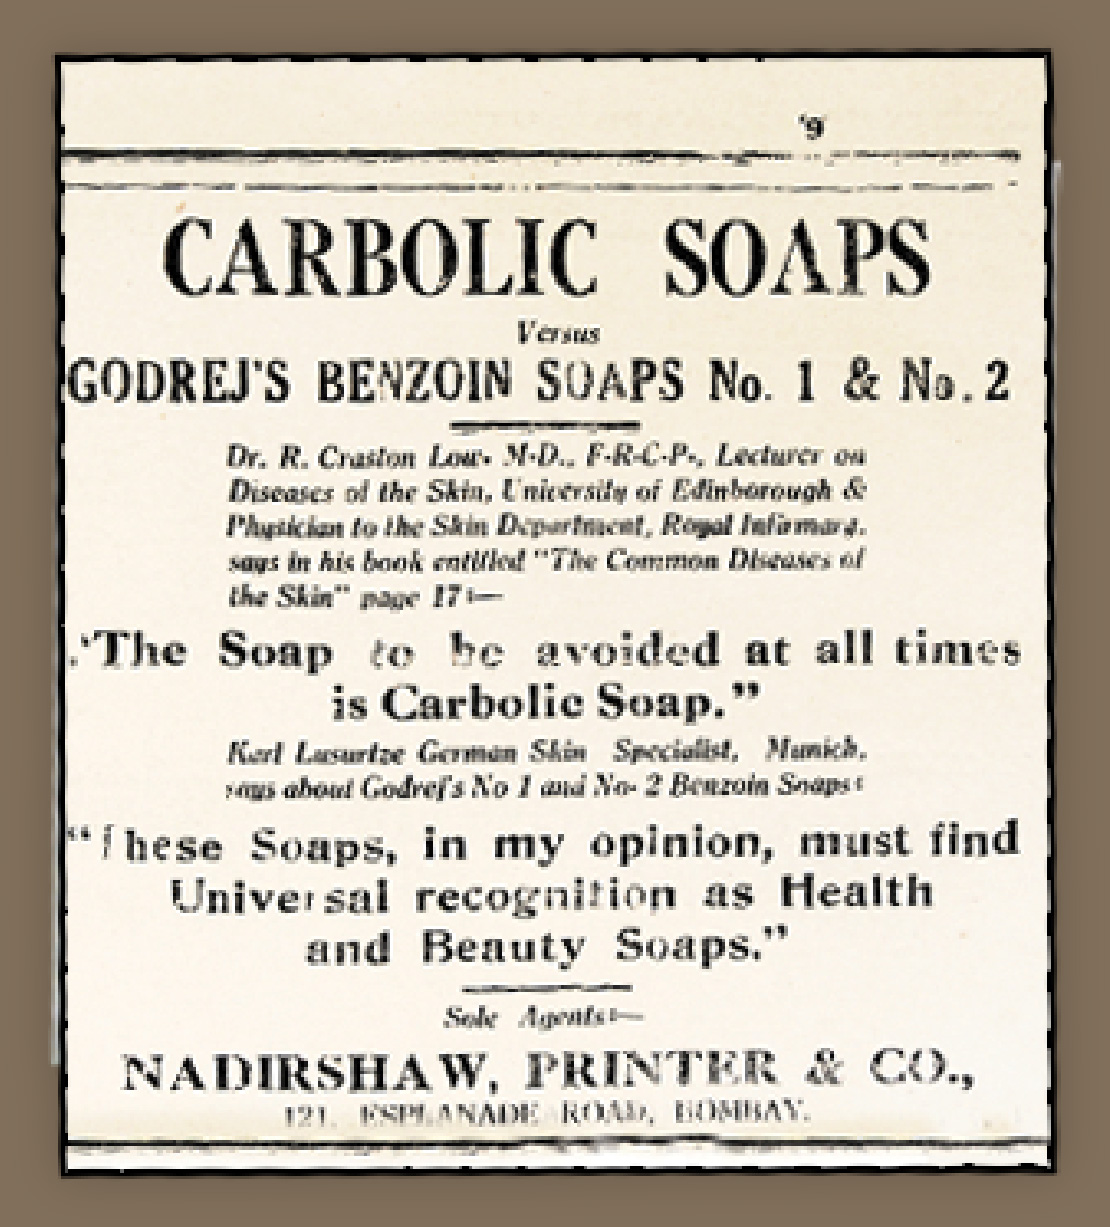 '9
CARBOLIC SOAPS
Versus
GODREJ'S BENZOIN SOAPS No. 1 & No. 2
Dr. R. Craston Low. M-D., F-R-C-P-, Lecturer on
Diseases of the Skin, University of Edinborough &
Physician to the Skin Department, Royal Infirmary.
says in his book entitled "The Common Diseases of
the Skin" page 17:—
"The Soap to be avoided at all times
is Carbolic Soap."
Karl German Skin Specialist, Munich.
says about Godrej's No 1 and No- 2 Benzoin Soaps:
"These Soaps, in my opinion, must find
Universal recognition as Health
and Beauty Soaps."
Sole Agents:—
NADIRSHAW, PRINTER & CO.,
121, ESPLANADE ROAD, BOMBAY.